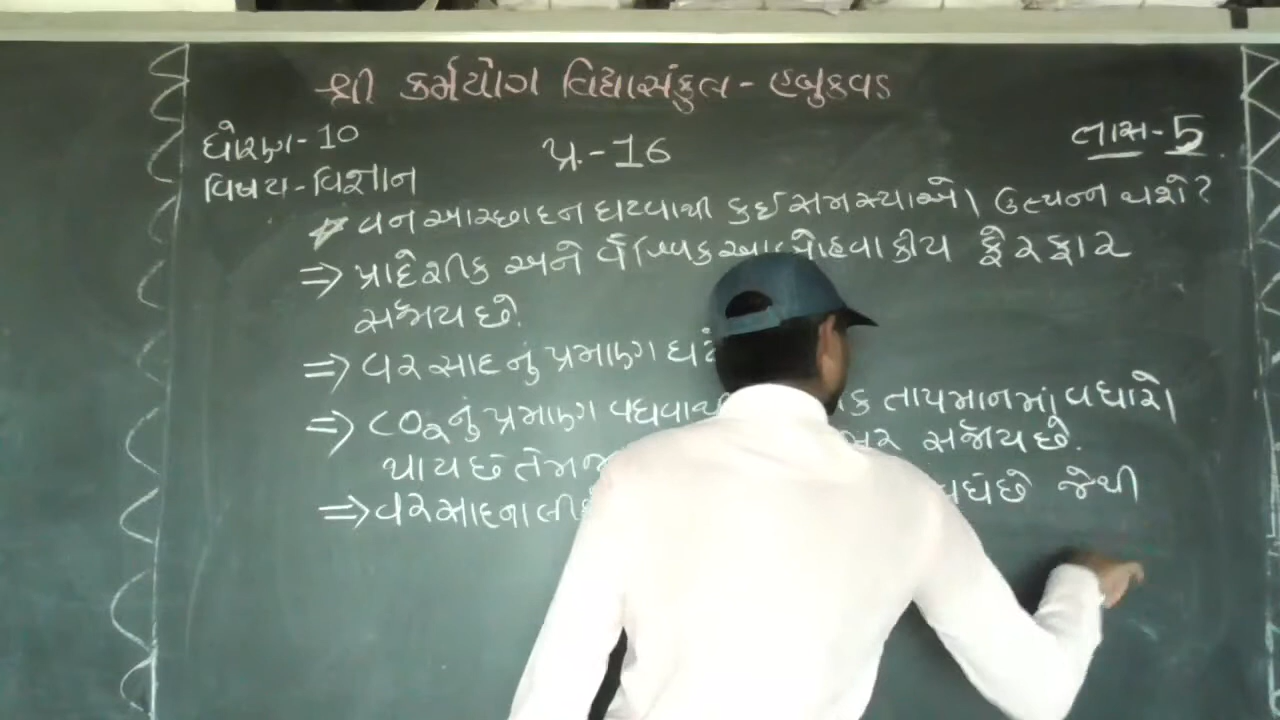 શ્રી કર્મયોગ વિદ્યાસંકુલ - હબુકવડ
ધોરણ - 10
પ્ર. - 16
તાસ - 5
વિષય - વિજ્ઞાન
વન આચ્છાદન ઘટવાથી કઈ સમસ્યાઓ ઉત્પન્ન થશે?
⇒ પ્રાદેશીક અને વૈશ્વિક આબોહવાકીય ફેરફાર
સર્જાય છે.
⇒ વરસાદનું પ્રમાણ ઘટે
⇒ CO₂નું પ્રમાણ વધવાથી તાપમાનમાં વધારો
થાય છે તેમજ સર્જાય છે.
⇒ વરસાદના લીધે વધે છે જેથી